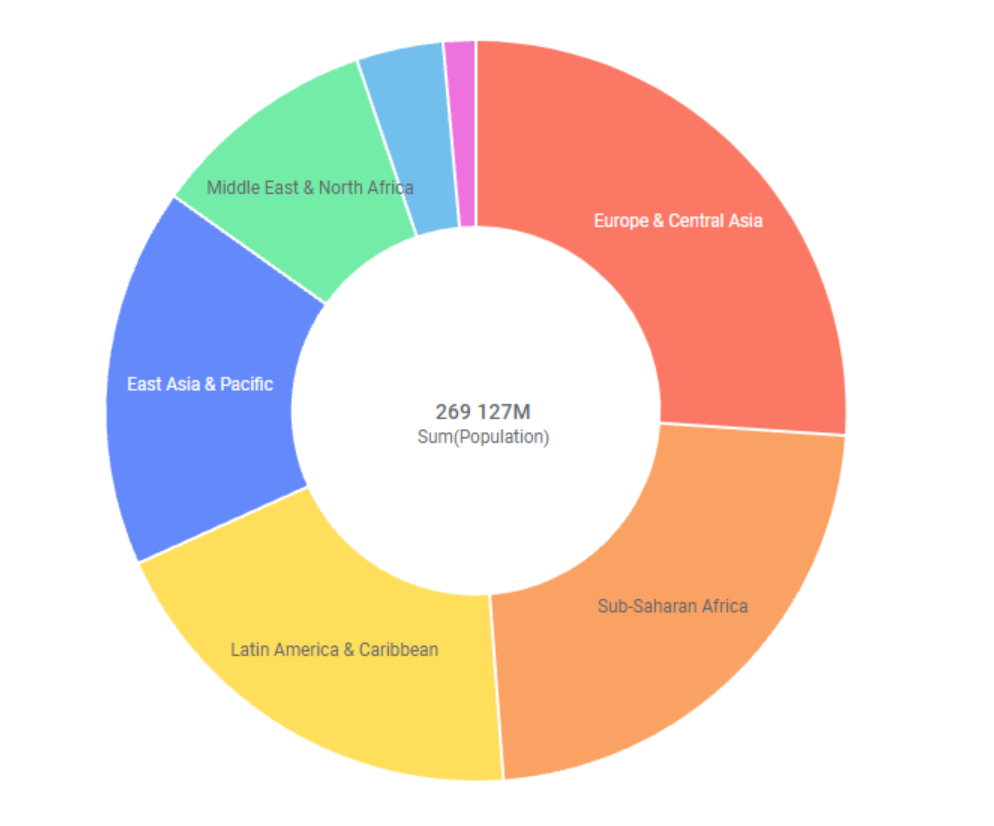 Middle East & North Africa
Europe & Central Asia
East Asia & Pacific
269 127M
Sum(Population)
Sub-Saharan Africa
Latin America & Caribbean